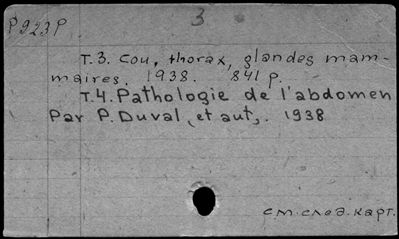 3
P923P
T.3. Cou, thorax, glandes mam-
maires. 1938. 841 p.
T.4. Pathologie de l'abdomen
Par P. Duval, et aut,. 1938
см. след. карт.